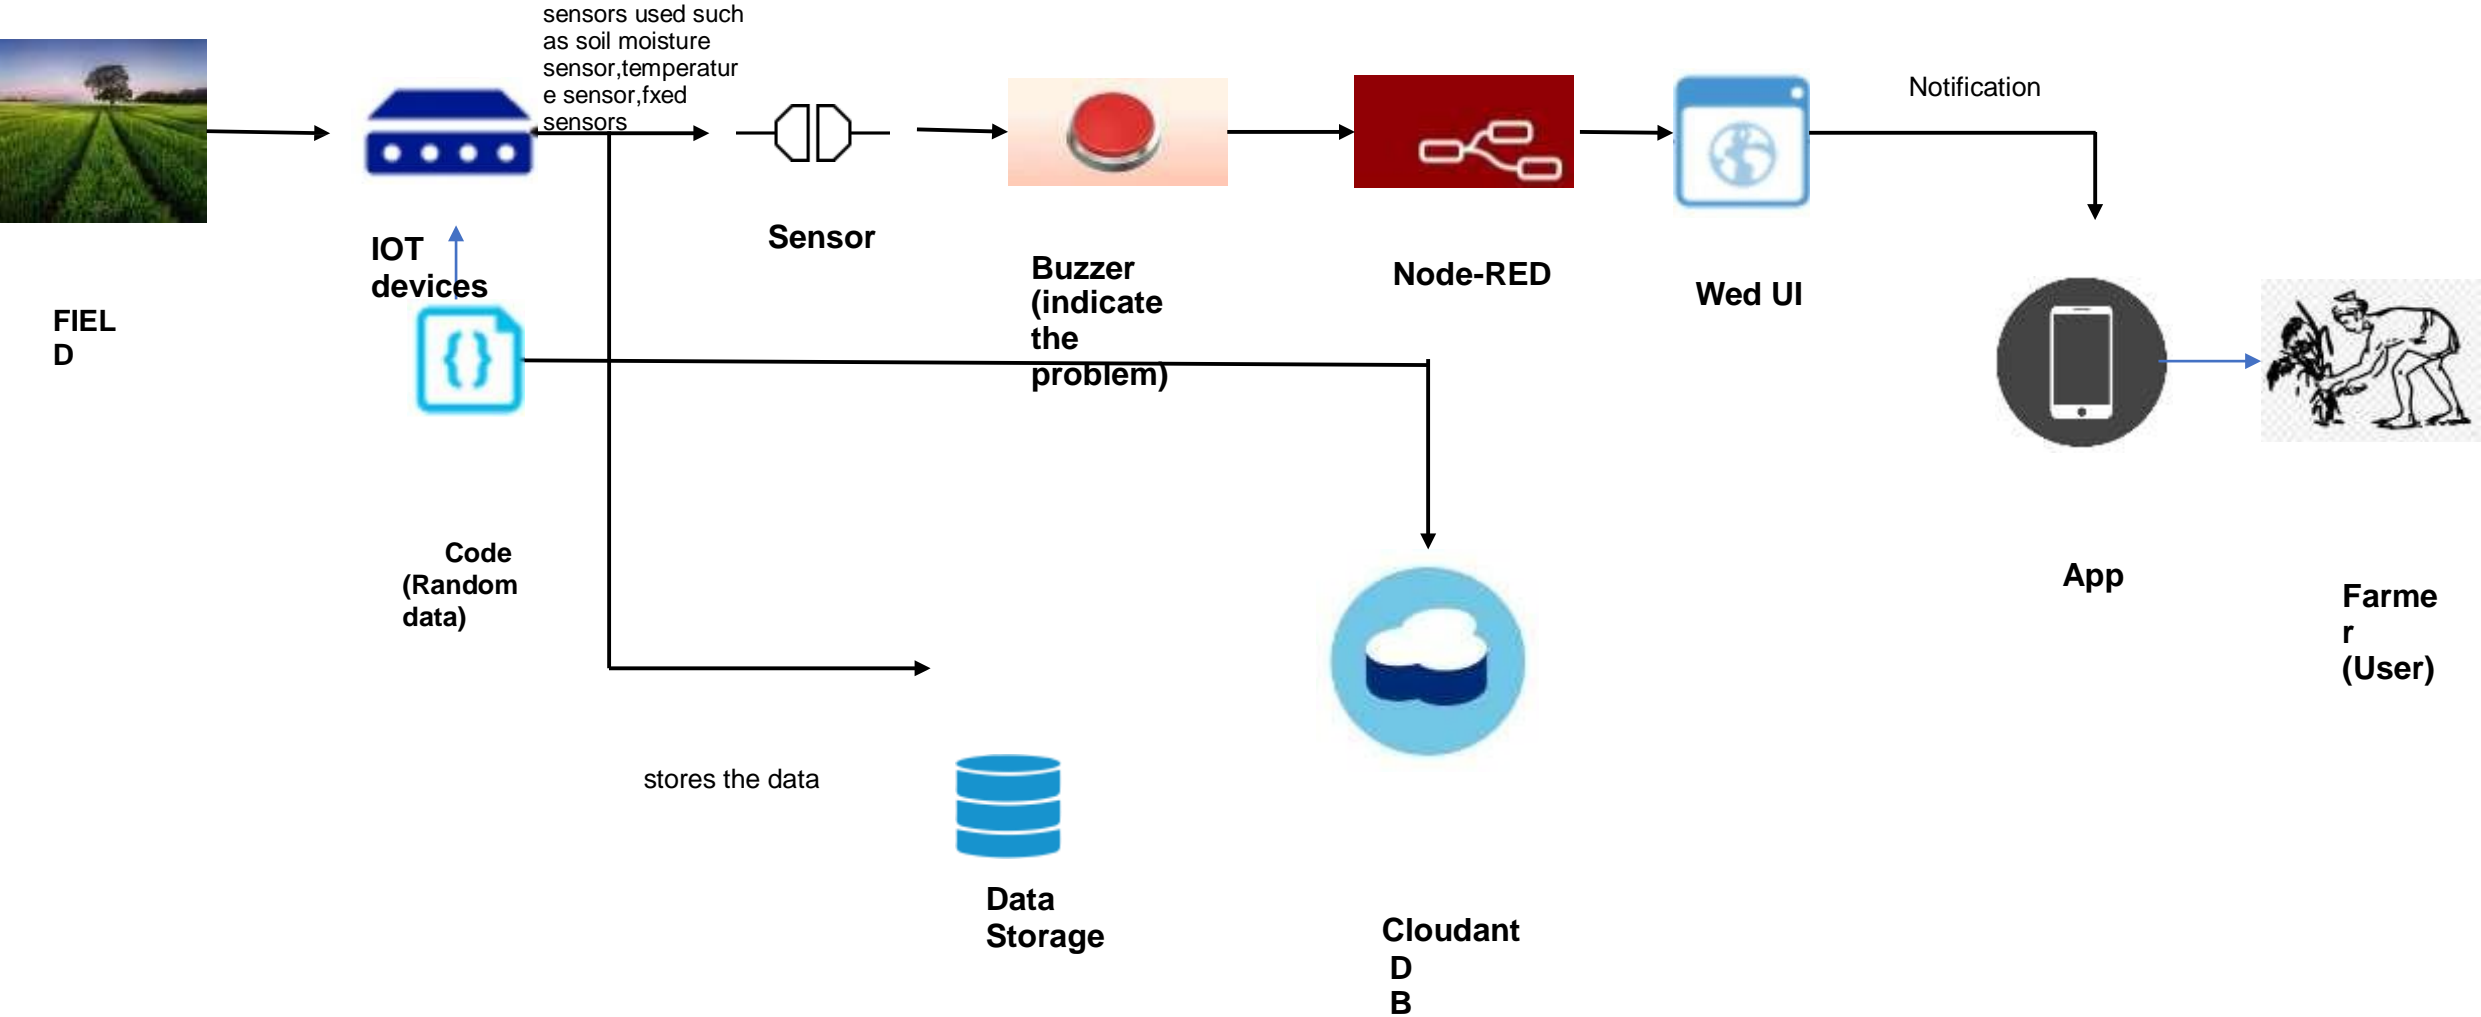 sensors used such
as soil moisture
sensor,temperatur
e sensor,fxed
sensors
Notification
IOT
devices
Sensor
Buzzer
(indicate
the
problem)
Node-RED
Wed UI
FIEL
D
Code
(Random
data)
App
Farme
r
(User)
stores the data
Data
Storage
Cloudant
D
B